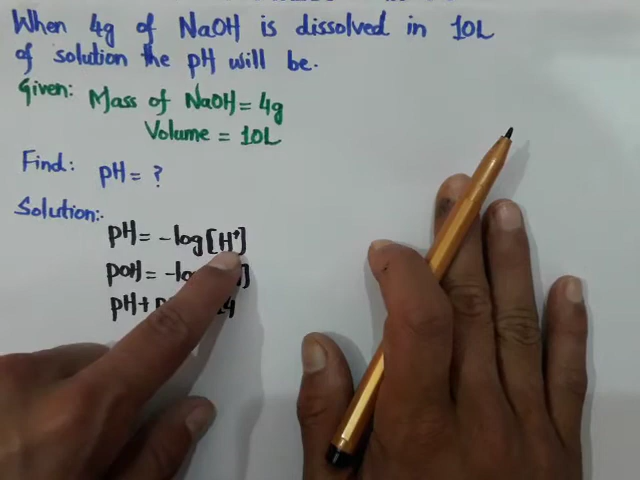 When 4g of NaOH is dissolved in 10L
of solution the pH will be.
Given: Mass of NaOH = 4g
Volume = 10L
Find: pH = ?
Solution:-
pH = -log[H⁺]
pOH = -lo ]
pH + p 14